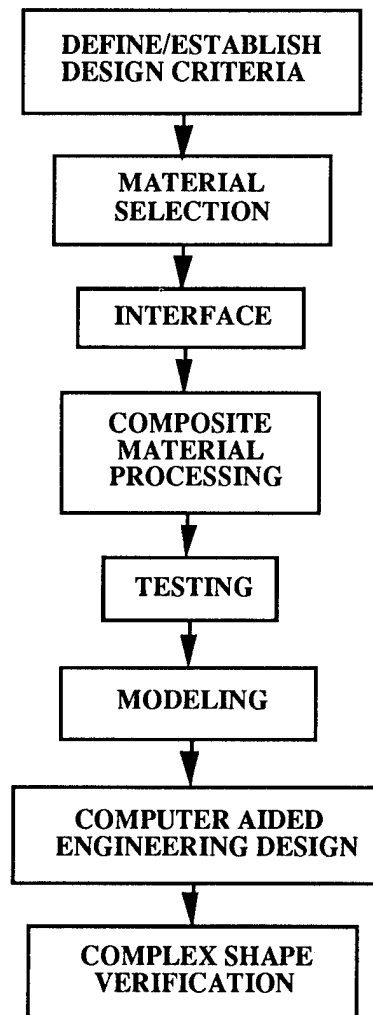 DEFINE/ESTABLISH
DESIGN CRITERIA
MATERIAL
SELECTION
INTERFACE
COMPOSITE
MATERIAL
PROCESSING
TESTING
MODELING
COMPUTER AIDED
ENGINEERING DESIGN
COMPLEX SHAPE
VERIFICATION